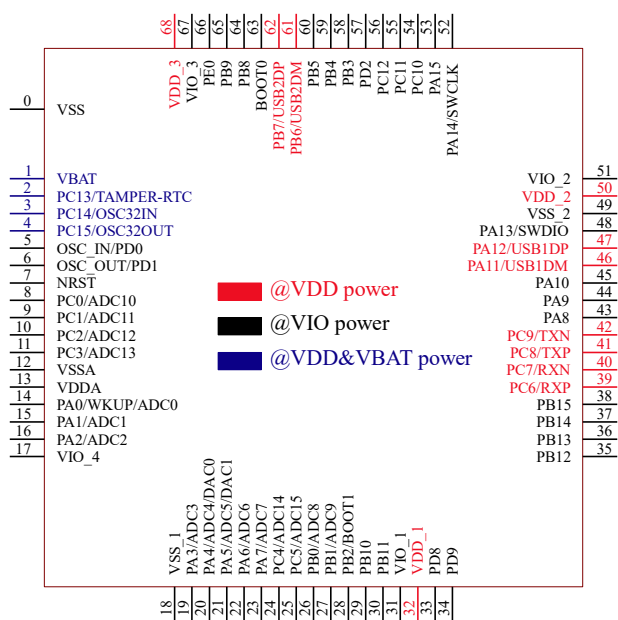 68 67 66 65 64 63 62 61 60 59 58 57 56 55 54 53 52
VDD_3
VIO_3
PE0
PB9
PB8
BOOT0
PB7/USB2DP
PB6/USB2DM
PB5
PB4
PB3
PD2
PC12
PC11
PC10
PA15
PA14/SWCLK
0 VSS
1 VBAT
2 PC13/TAMPER-RTC
3 PC14/OSC32IN
4 PC15/OSC32OUT
5 OSC_IN/PD0
6 OSC_OUT/PD1
7 NRST
8 PC0/ADC10
9 PC1/ADC11
10 PC2/ADC12
11 PC3/ADC13
12 VSSA
13 VDDA
14 PA0/WKUP/ADC0
15 PA1/ADC1
16 PA2/ADC2
17 VIO_4
@VDD power
@VIO power
@VDD&VBAT power
VIO_2 51
VDD_2 50
VSS_2 49
PA13/SWDIO 48
PA12/USB1DP 47
PA11/USB1DM 46
PA10 45
PA9 44
PA8 43
PC9/TXN 42
PC8/TXP 41
PC7/RXN 40
PC6/RXP 39
PB15 38
PB14 37
PB13 36
PB12 35
VSS_1
PA3/ADC3
PA4/ADC4/DAC0
PA5/ADC5/DAC1
PA6/ADC6
PA7/ADC7
PC4/ADC14
PC5/ADC15
PB0/ADC8
PB1/ADC9
PB2/BOOT1
PB10
PB11
VIO_1
VDD_1
PD8
PD9
18 19 20 21 22 23 24 25 26 27 28 29 30 31 32 33 34